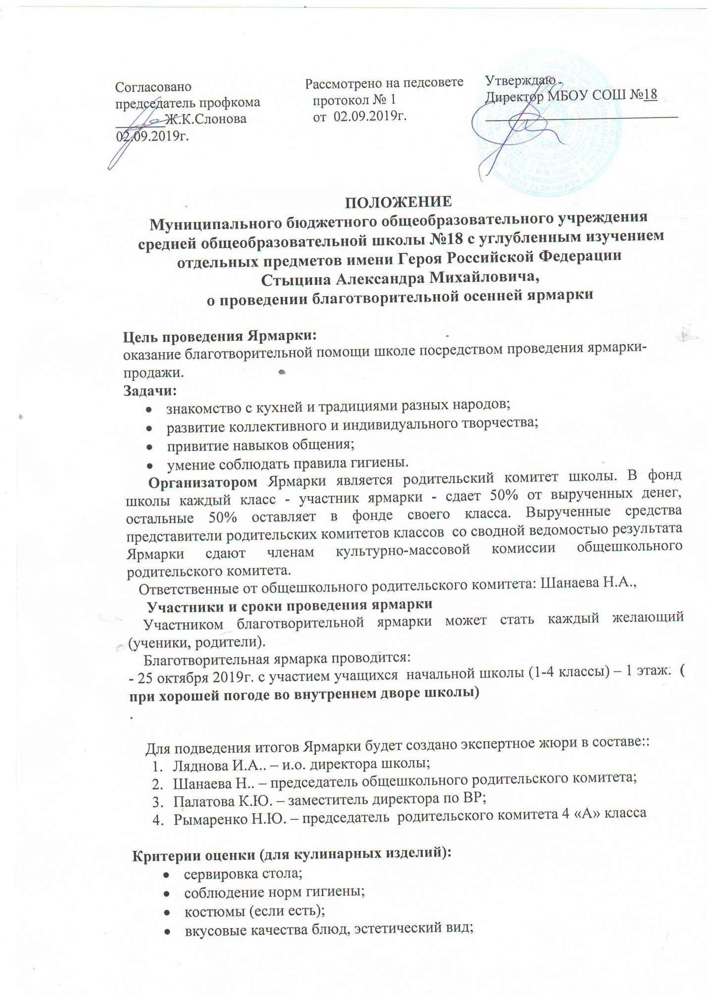 Согласовано
председатель профкома
_______Ж.К.Слонова
02.09.2019г.
Рассмотрено на педсовете
протокол № 1
от 02.09.2019г.
Утверждаю
Директор МБОУ СОШ №18
ПОЛОЖЕНИЕ
Муниципального бюджетного общеобразовательного учреждения
средней общеобразовательной школы №18 с углубленным изучением
отдельных предметов имени Героя Российской Федерации
Стыцина Александра Михайловича,
о проведении благотворительной осенней ярмарки
Цель проведения Ярмарки:
оказание благотворительной помощи школе посредством проведения ярмарки-
продажи.
Задачи:
• знакомство с кухней и традициями разных народов;
• развитие коллективного и индивидуального творчества;
• привитие навыков общения;
• умение соблюдать правила гигиены.
Организатором Ярмарки является родительский комитет школы. В фонд
школы каждый класс - участник ярмарки - сдает 50% от вырученных денег,
остальные 50% оставляет в фонде своего класса. Вырученные средства
представители родительских комитетов классов со сводной ведомостью результата
Ярмарки сдают членам культурно-массовой комиссии общешкольного
родительского комитета.
Ответственные от общешкольного родительского комитета: Шанаева Н.А.,
Участники и сроки проведения ярмарки
Участником благотворительной ярмарки может стать каждый желающий
(ученики, родители).
Благотворительная ярмарка проводится:
- 25 октября 2019г. с участием учащихся начальной школы (1-4 классы) – 1 этаж. (
при хорошей погоде во внутреннем дворе школы)
.
Для подведения итогов Ярмарки будет создано экспертное жюри в составе::
1. Ляднова И.А.. – и.о. директора школы;
2. Шанаева Н.. – председатель общешкольного родительского комитета;
3. Палатова К.Ю. – заместитель директора по ВР;
4. Рымаренко Н.Ю. – председатель родительского комитета 4 «А» класса
Критерии оценки (для кулинарных изделий):
• сервировка стола;
• соблюдение норм гигиены;
• костюмы (если есть);
• вкусовые качества блюд, эстетический вид;